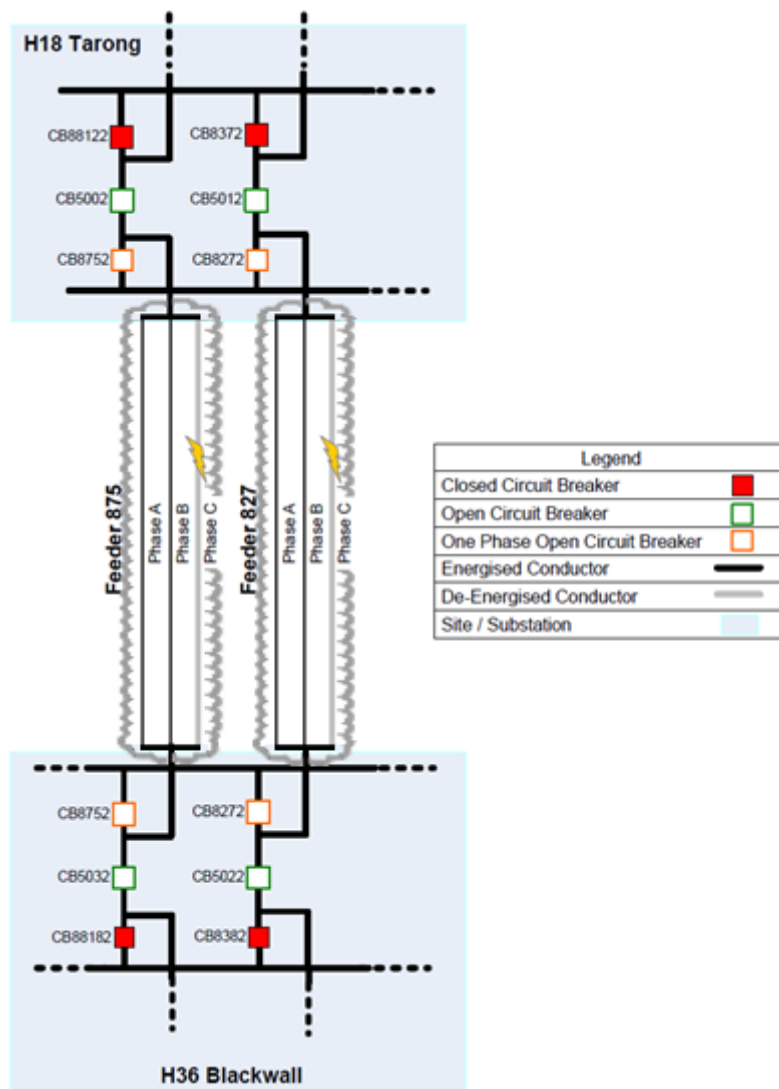 H18 Tarong
CB88122
CB8372
CB5002
CB5012
CB8752
CB8272
Feeder 875
Phase A
Phase B
Phase C
Feeder 827
Phase A
Phase B
Phase C
Legend
Closed Circuit Breaker
Open Circuit Breaker
One Phase Open Circuit Breaker
Energised Conductor
De-Energised Conductor
Site / Substation
CB8752
CB8272
CB5032
CB5022
CB88182
CB8382
H36 Blackwall